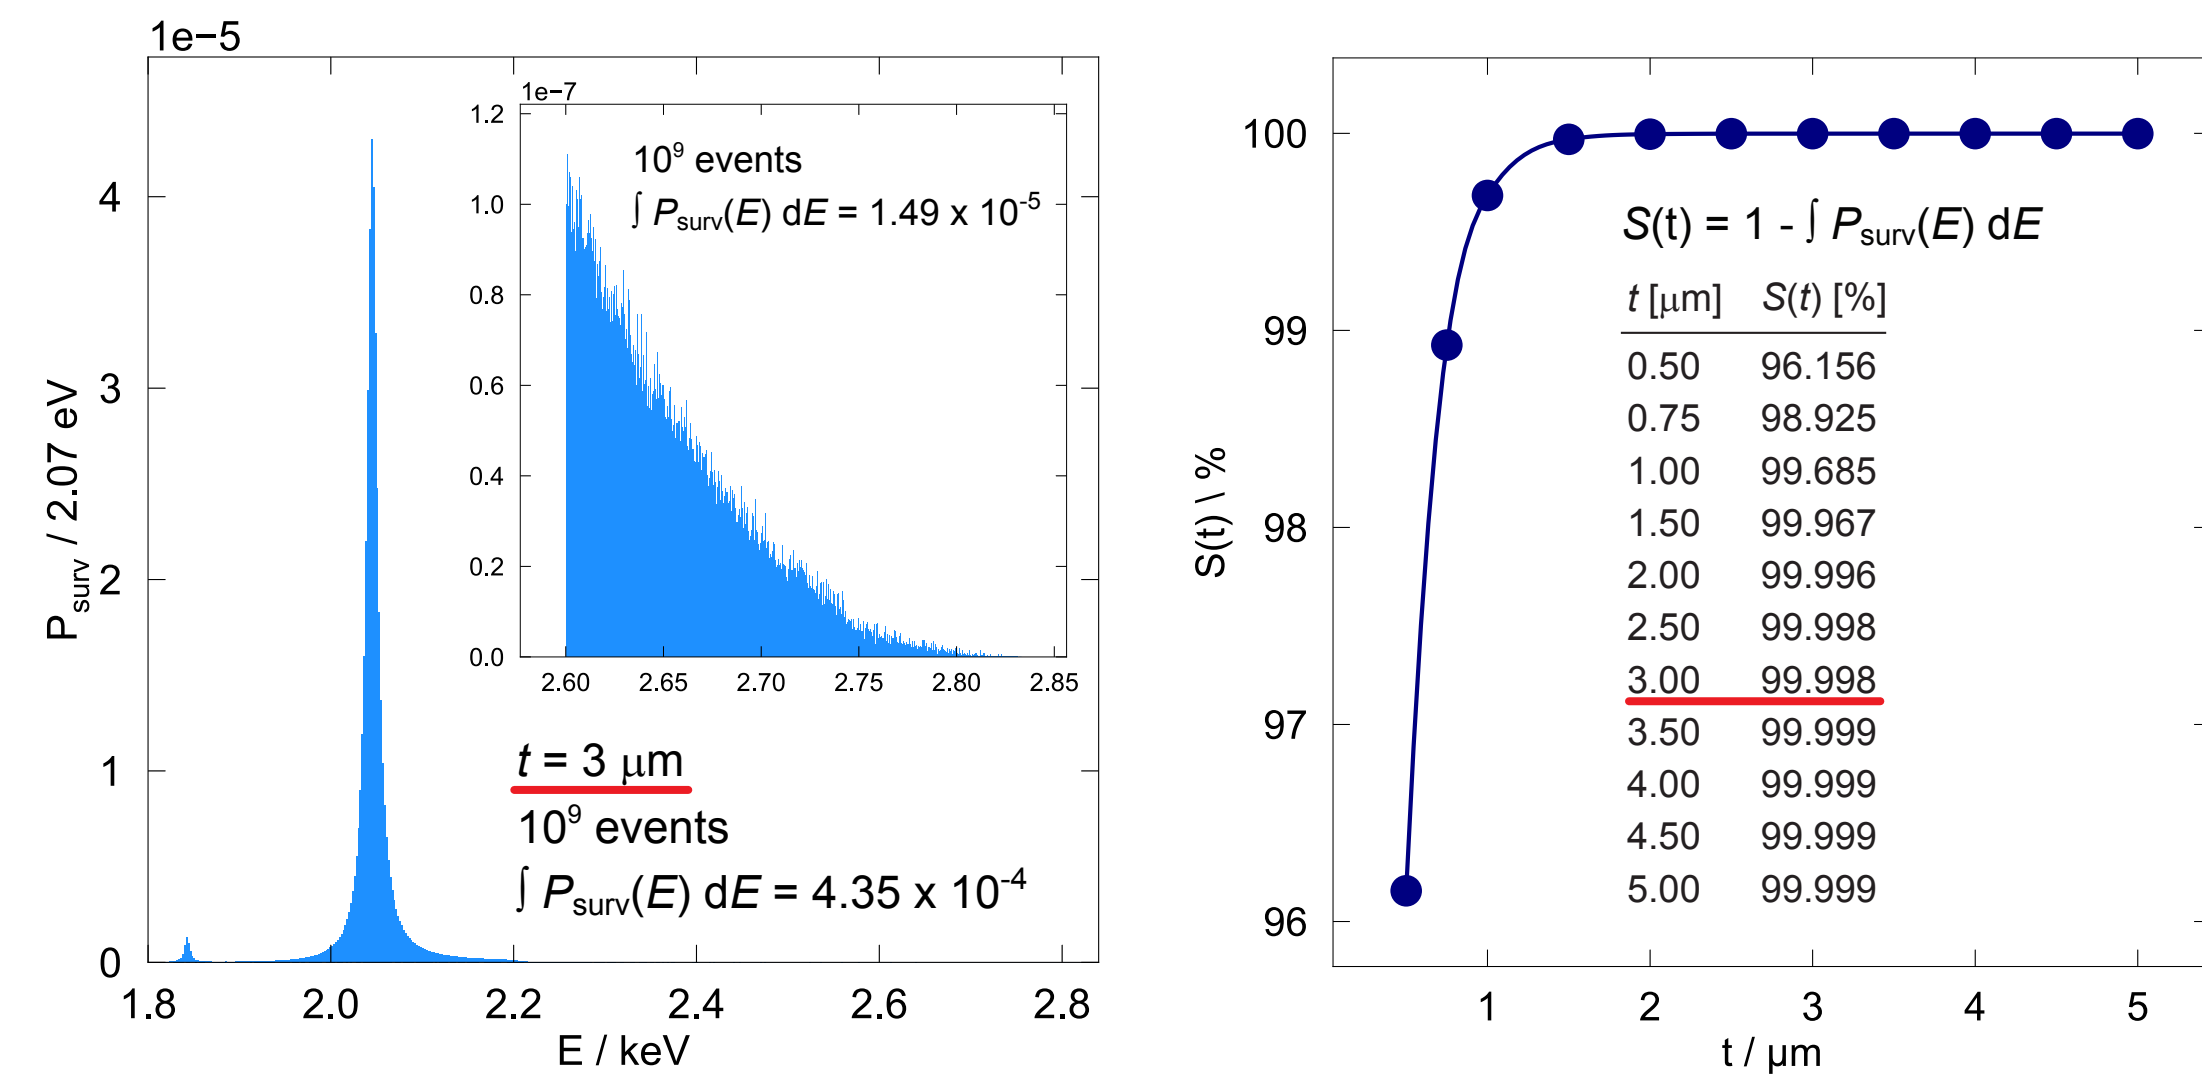 1e−5
4
3
2
1
0
P_surv / 2.07 eV
1.8 2.0 2.2 2.4 2.6 2.8
E / keV
1e−7
1.2
1.0
0.8
0.6
0.4
0.2
0.0
2.60 2.65 2.70 2.75 2.80 2.85
10⁹ events
∫ P_surv(E) dE = 1.49 x 10⁻⁵
t = 3 μm
10⁹ events
∫ P_surv(E) dE = 4.35 x 10⁻⁴
100
99
98
97
96
S(t) \ %
1 2 3 4 5
t / μm
S(t) = 1 - ∫ P_surv(E) dE
t [μm] S(t) [%]
0.50 96.156
0.75 98.925
1.00 99.685
1.50 99.967
2.00 99.996
2.50 99.998
3.00 99.998
3.50 99.999
4.00 99.999
4.50 99.999
5.00 99.999